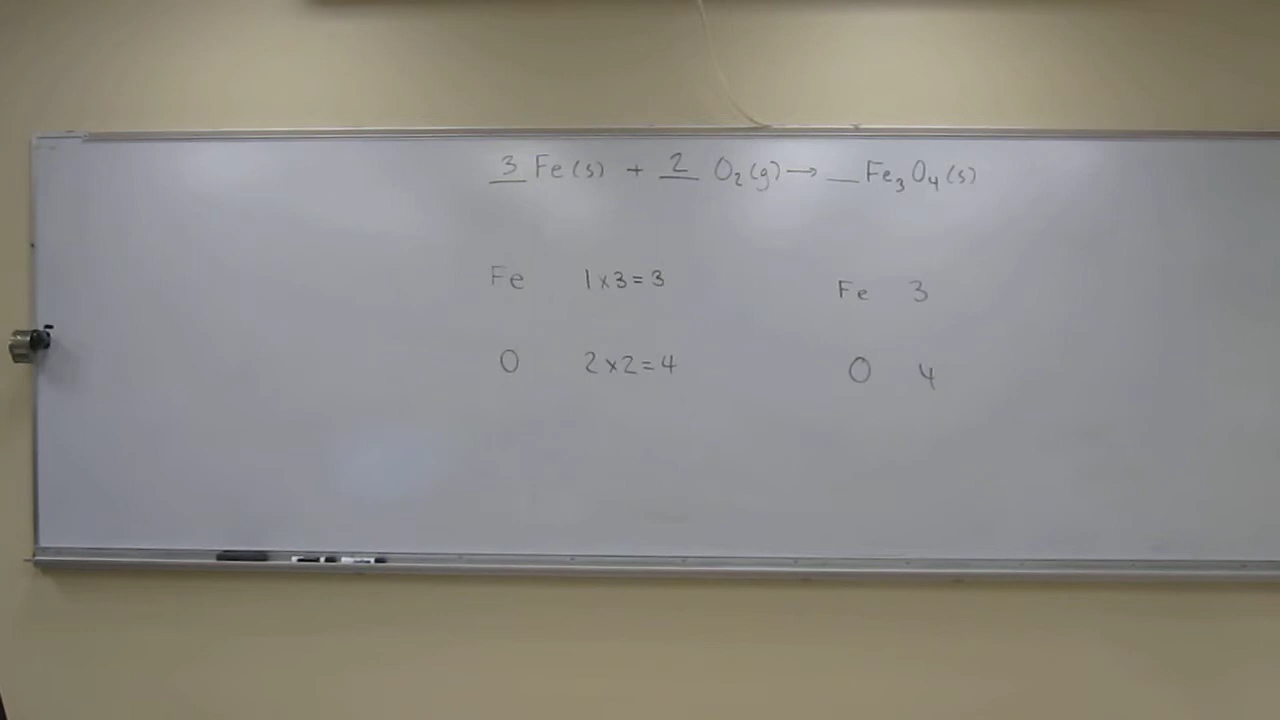 3 Fe(s) + 2 O₂(g) → __ Fe₃O₄(s)
Fe 1x3=3 Fe 3
O 2x2=4 O 4